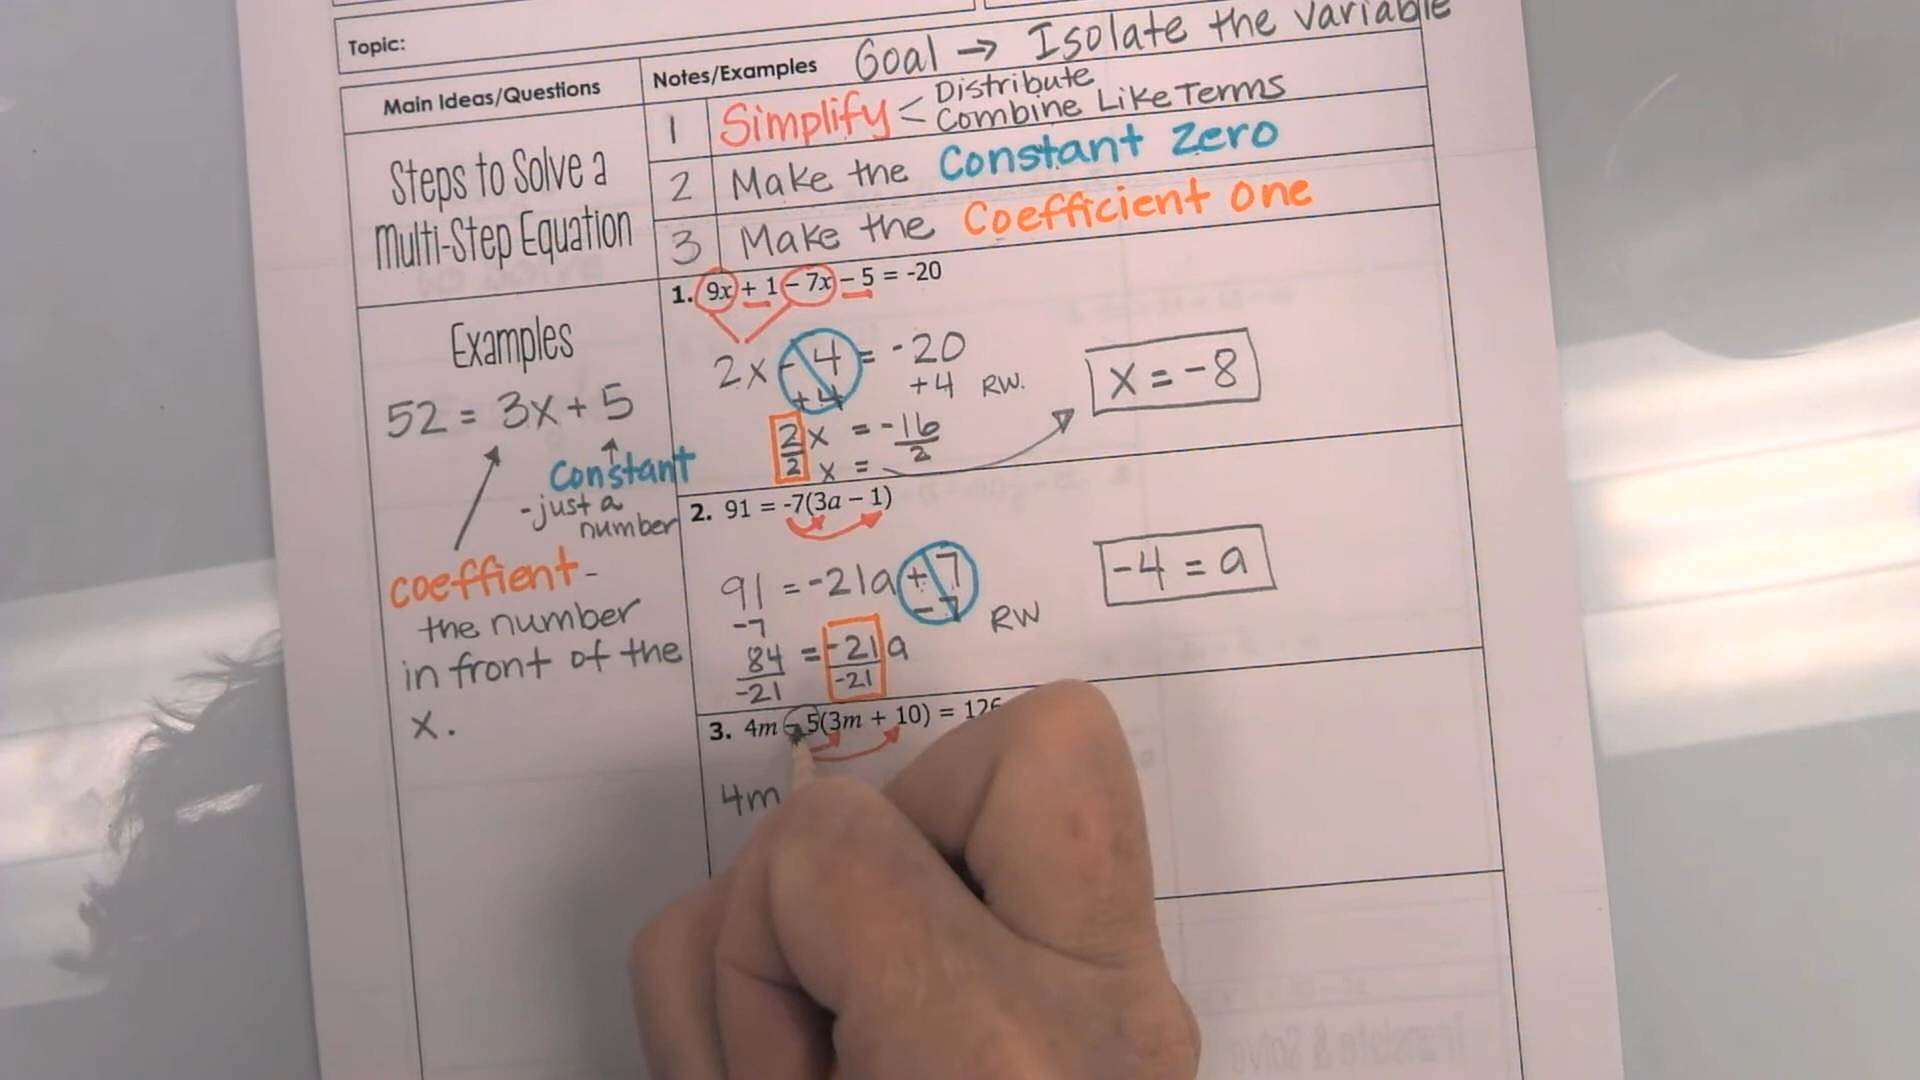 Topic:
Main Ideas/Questions
Notes/Examples
Goal → Isolate the variable
Steps to Solve a
Multi-Step Equation
1 Simplify < Distribute
Combine Like Terms
2 Make the Constant Zero
3 Make the Coefficient one
Examples
52 = 3x + 5
Constant
-just a
number
coeffient -
the number
in front of the
x.
1. 9x + 1 - 7x - 5 = -20
2x - 4 = -20
+4 +4 RW.
2x = -16
2 2
x =
x = -8
2. 91 = -7(3a - 1)
91 = -21a + 7
-7 -7 RW
84 = -21a
-21 -21
-4 = a
3. 4m - 5(3m + 10) = 126
4m